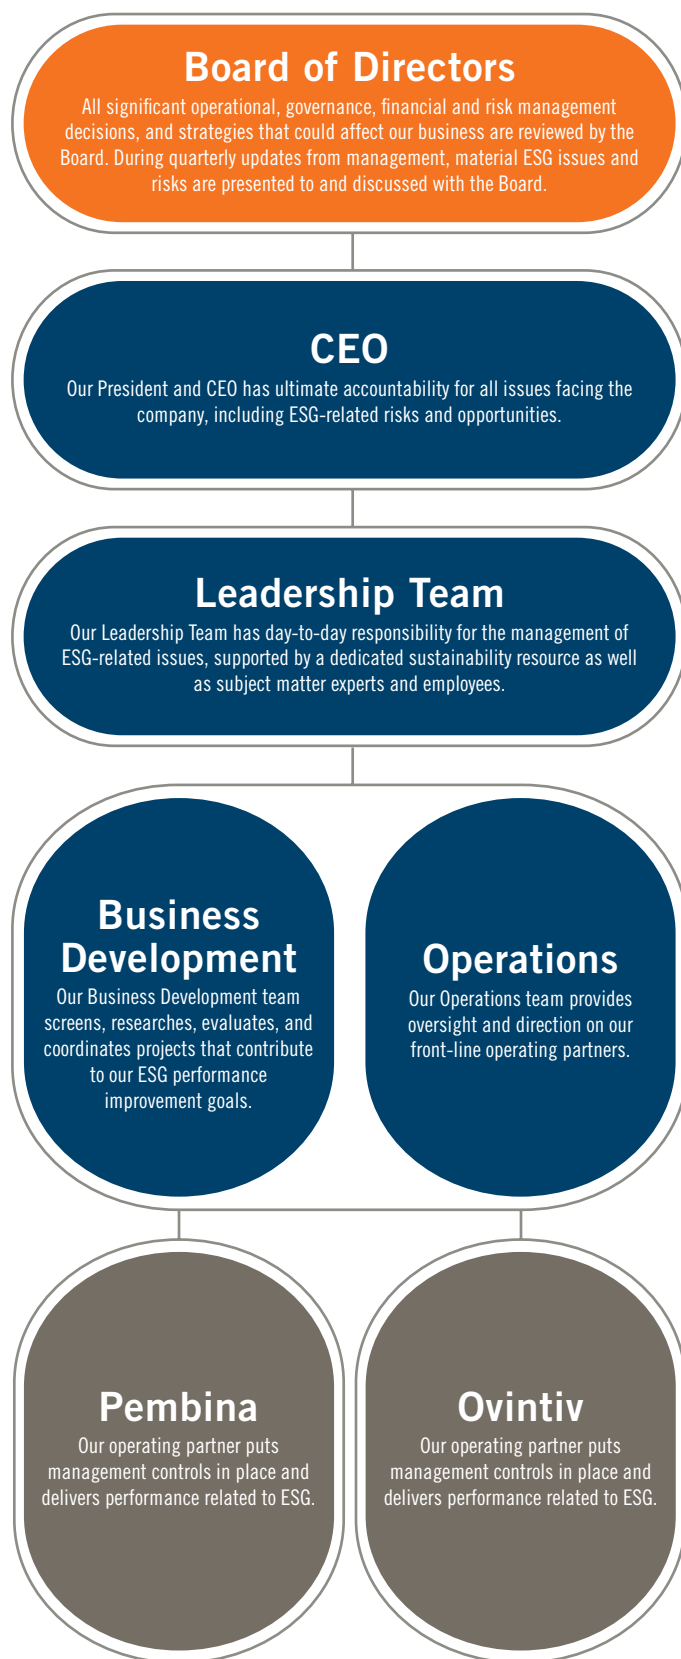 Board of Directors
All significant operational, governance, financial and risk management
decisions, and strategies that could affect our business are reviewed by the
Board. During quarterly updates from management, material ESG issues and
risks are presented to and discussed with the Board.
CEO
Our President and CEO has ultimate accountability for all issues facing the
company, including ESG-related risks and opportunities.
Leadership Team
Our Leadership Team has day-to-day responsibility for the management of
ESG-related issues, supported by a dedicated sustainability resource as well
as subject matter experts and employees.
Business
Development
Our Business Development team
screens, researches, evaluates, and
coordinates projects that contribute
to our ESG performance
improvement goals.
Operations
Our Operations team provides
oversight and direction on our
front-line operating partners.
Pembina
Our operating partner puts
management controls in place and
delivers performance related to ESG.
Ovintiv
Our operating partner puts
management controls in place and
delivers performance related to ESG.